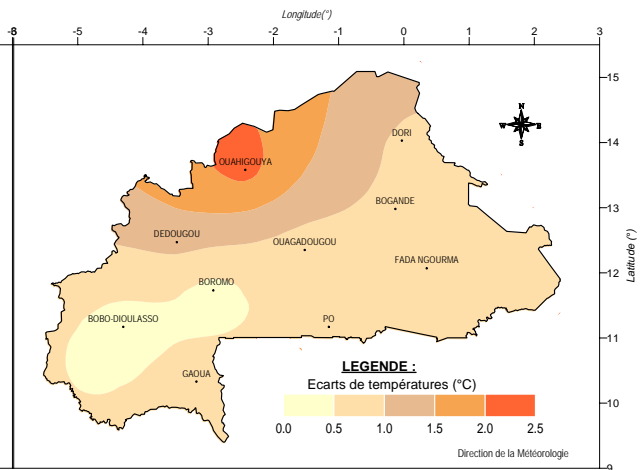 Longitude(°)
-8 -5 -4 -3 -2 -1 0 1 2 3
15
14
13
12
11
10
9
Latitude (°)
N
W E
S
DORI
OUAHIGOUYA
BOGANDE
DEDOUGOU
OUAGADOUGOU
FADA NGOURMA
BOROMO
BOBO-DIOULASSO
PO
GAOUA
LEGENDE :
Ecarts de températures (°C)
0.0 0.5 1.0 1.5 2.0 2.5
Direction de la Météorologie